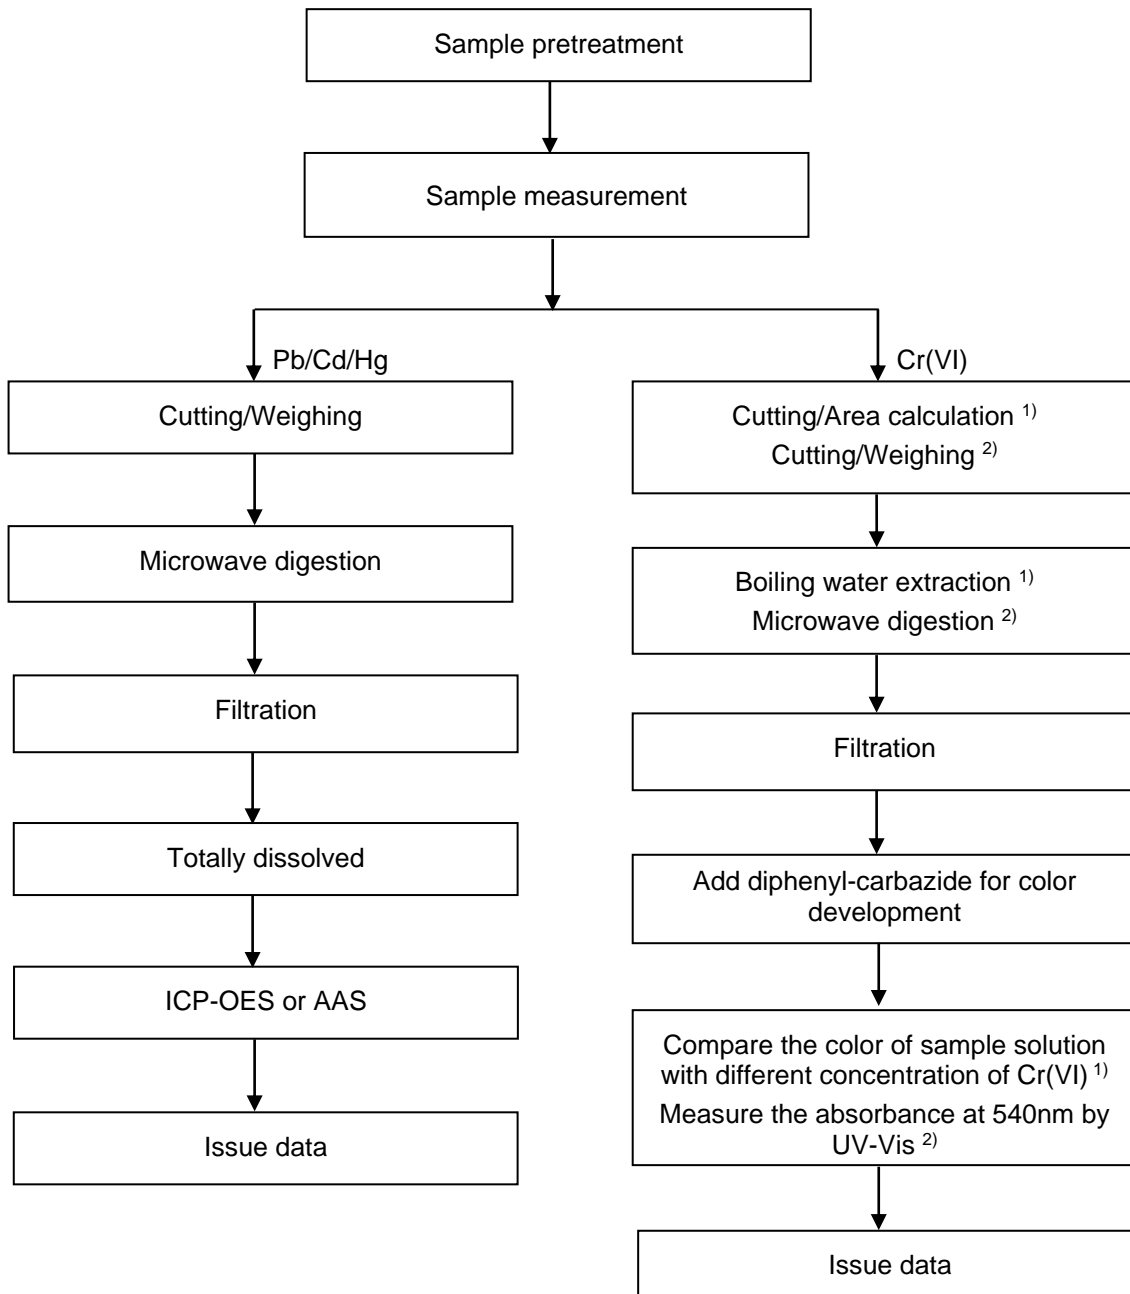 Sample pretreatment
Sample measurement
Pb/Cd/Hg
Cutting/Weighing
Microwave digestion
Filtration
Totally dissolved
ICP-OES or AAS
Issue data
Cr(VI)
Cutting/Area calculation 1)
Cutting/Weighing 2)
Boiling water extraction 1)
Microwave digestion 2)
Filtration
Add diphenyl-carbazide for color
development
Compare the color of sample solution
with different concentration of Cr(VI) 1)
Measure the absorbance at 540nm by
UV-Vis 2)
Issue data